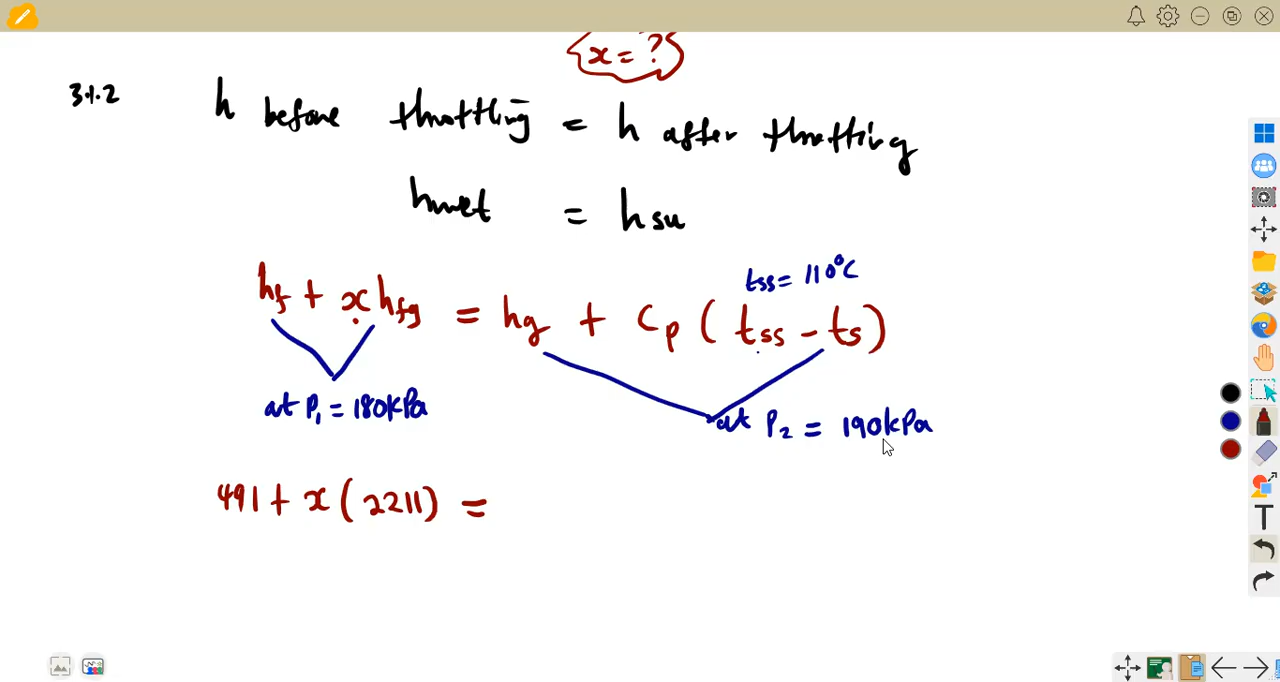 x = ?
3.1.2
h before throttling = h after throttling
hwet = hsu
tss = 110°C
hf + x hfg = hg + Cp ( tss - ts )
at P1 = 180kPa
at P2 = 190kPa
491 + x ( 2211 ) =
T